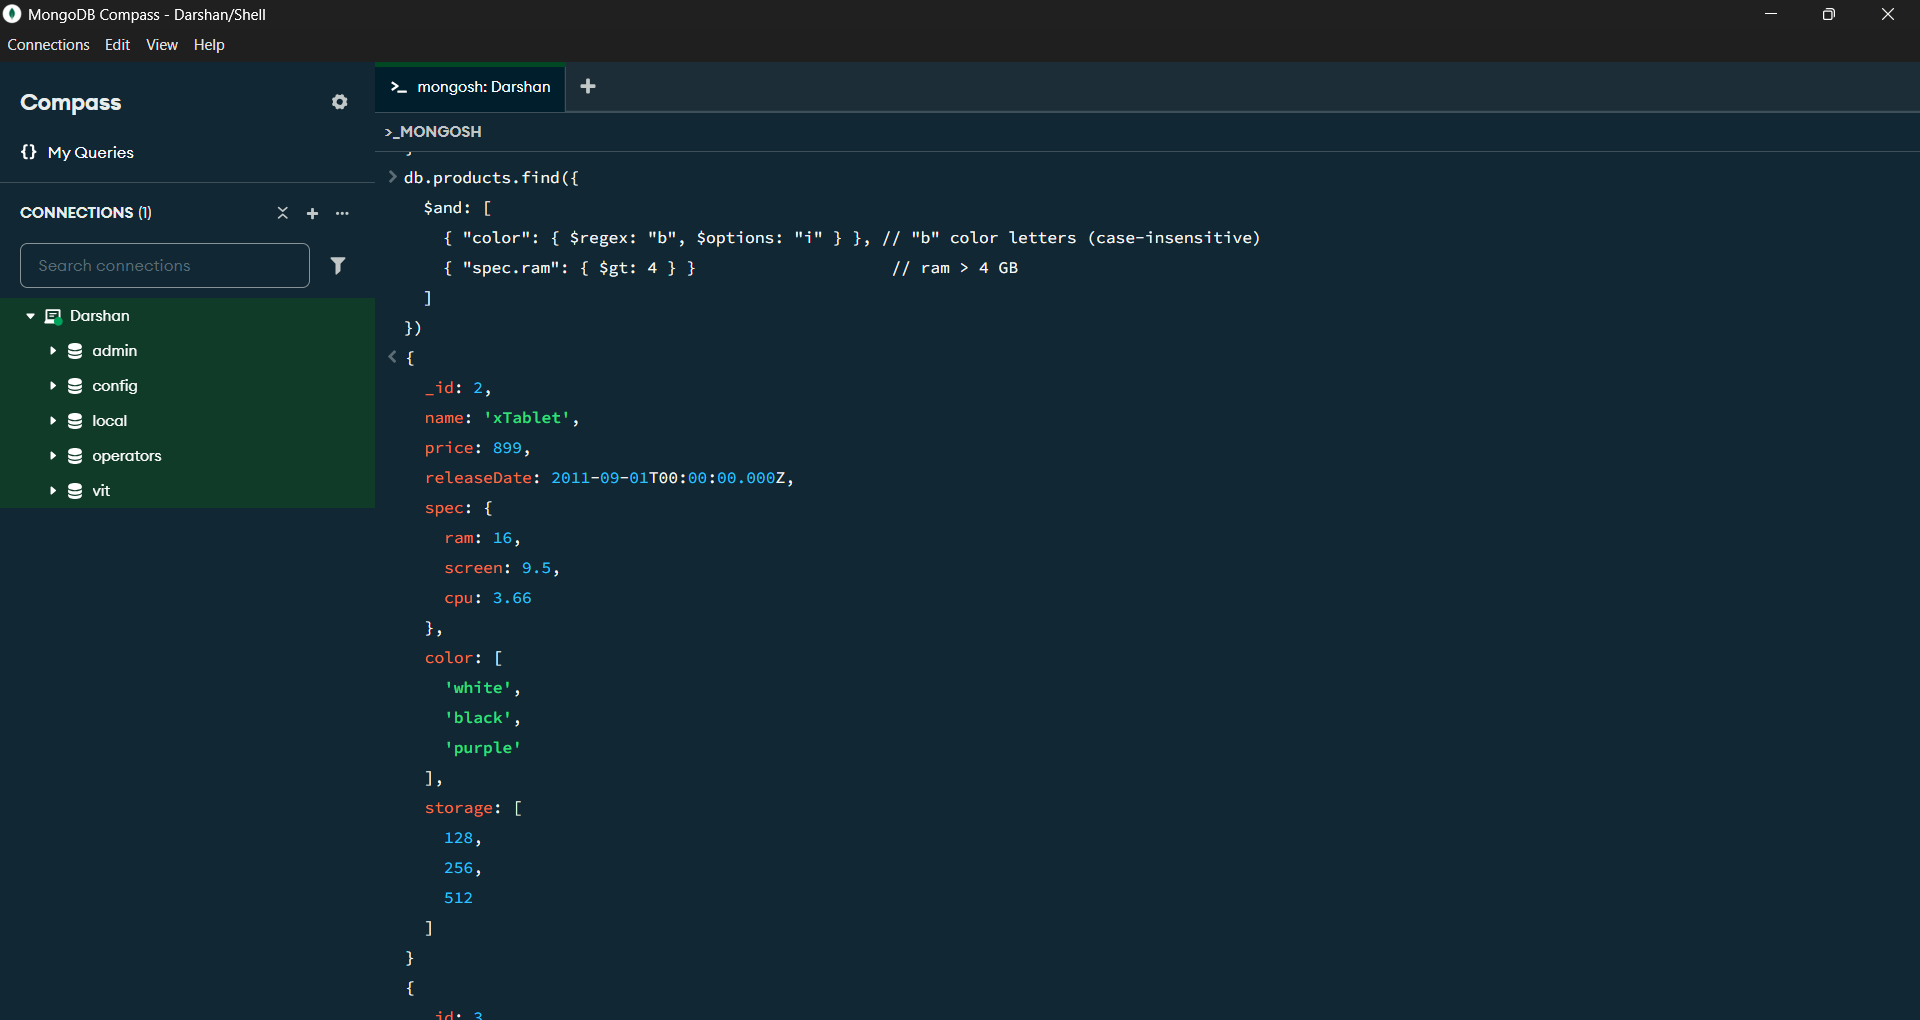 MongoDB Compass - Darshan/Shell
Connections Edit View Help
Compass
{} My Queries
CONNECTIONS (1)
Search connections
Darshan
admin
config
local
operators
vit
>_ mongosh: Darshan +
>_MONGOSH
> db.products.find({
$and: [
{ "color": { $regex: "b", $options: "i" } }, // "b" color letters (case-insensitive)
{ "spec.ram": { $gt: 4 } } // ram > 4 GB
]
})
< {
_id: 2,
name: 'xTablet',
price: 899,
releaseDate: 2011-09-01T00:00:00.000Z,
spec: {
ram: 16,
screen: 9.5,
cpu: 3.66
},
color: [
'white',
'black',
'purple'
],
storage: [
128,
256,
512
]
}
{
_id: 3